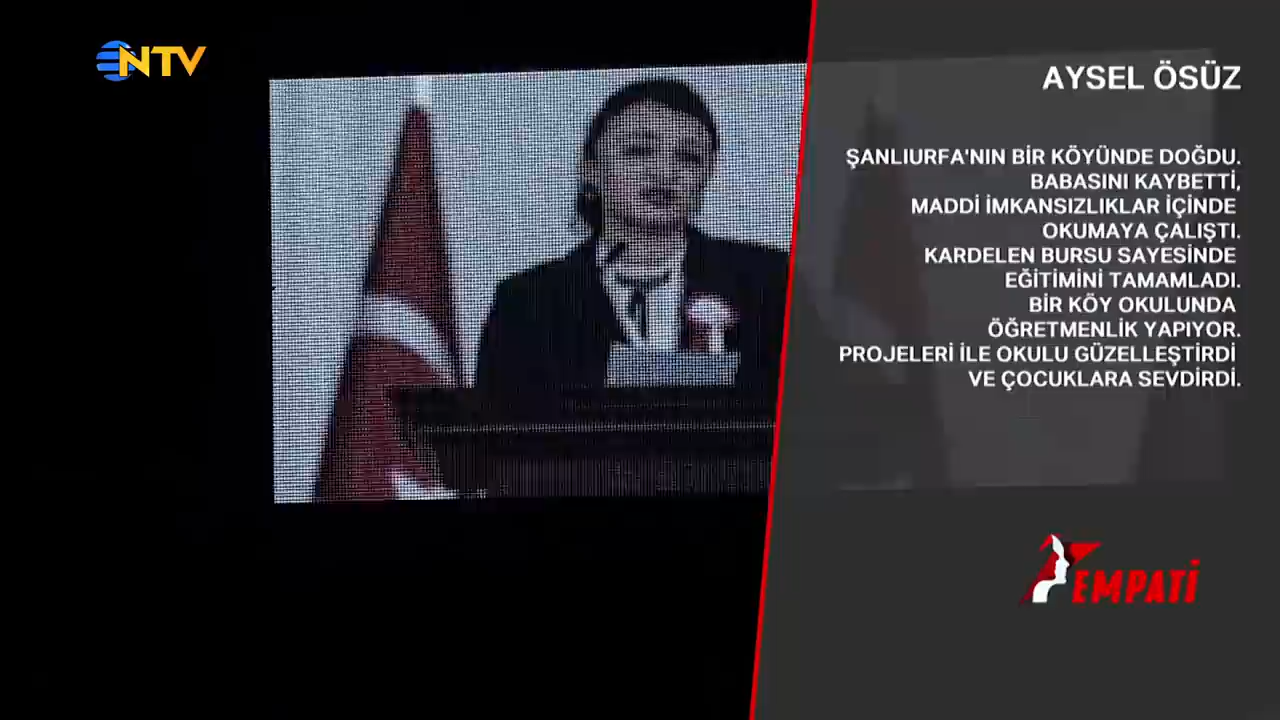 NTV
AYSEL ÖSÜZ
ŞANLIURFA'NIN BİR KÖYÜNDE DOĞDU.
BABASINI KAYBETTİ,
MADDİ İMKANSIZLIKLAR İÇİNDE
OKUMAYA ÇALIŞTI.
KARDELEN BURSU SAYESİNDE
EĞİTİMİNİ TAMAMLADI.
BİR KÖY OKULUNDA
ÖĞRETMENLİK YAPIYOR.
PROJELERİ İLE OKULU GÜZELLEŞTİRDİ
VE ÇOCUKLARA SEVDİRDİ.
EMPATİ